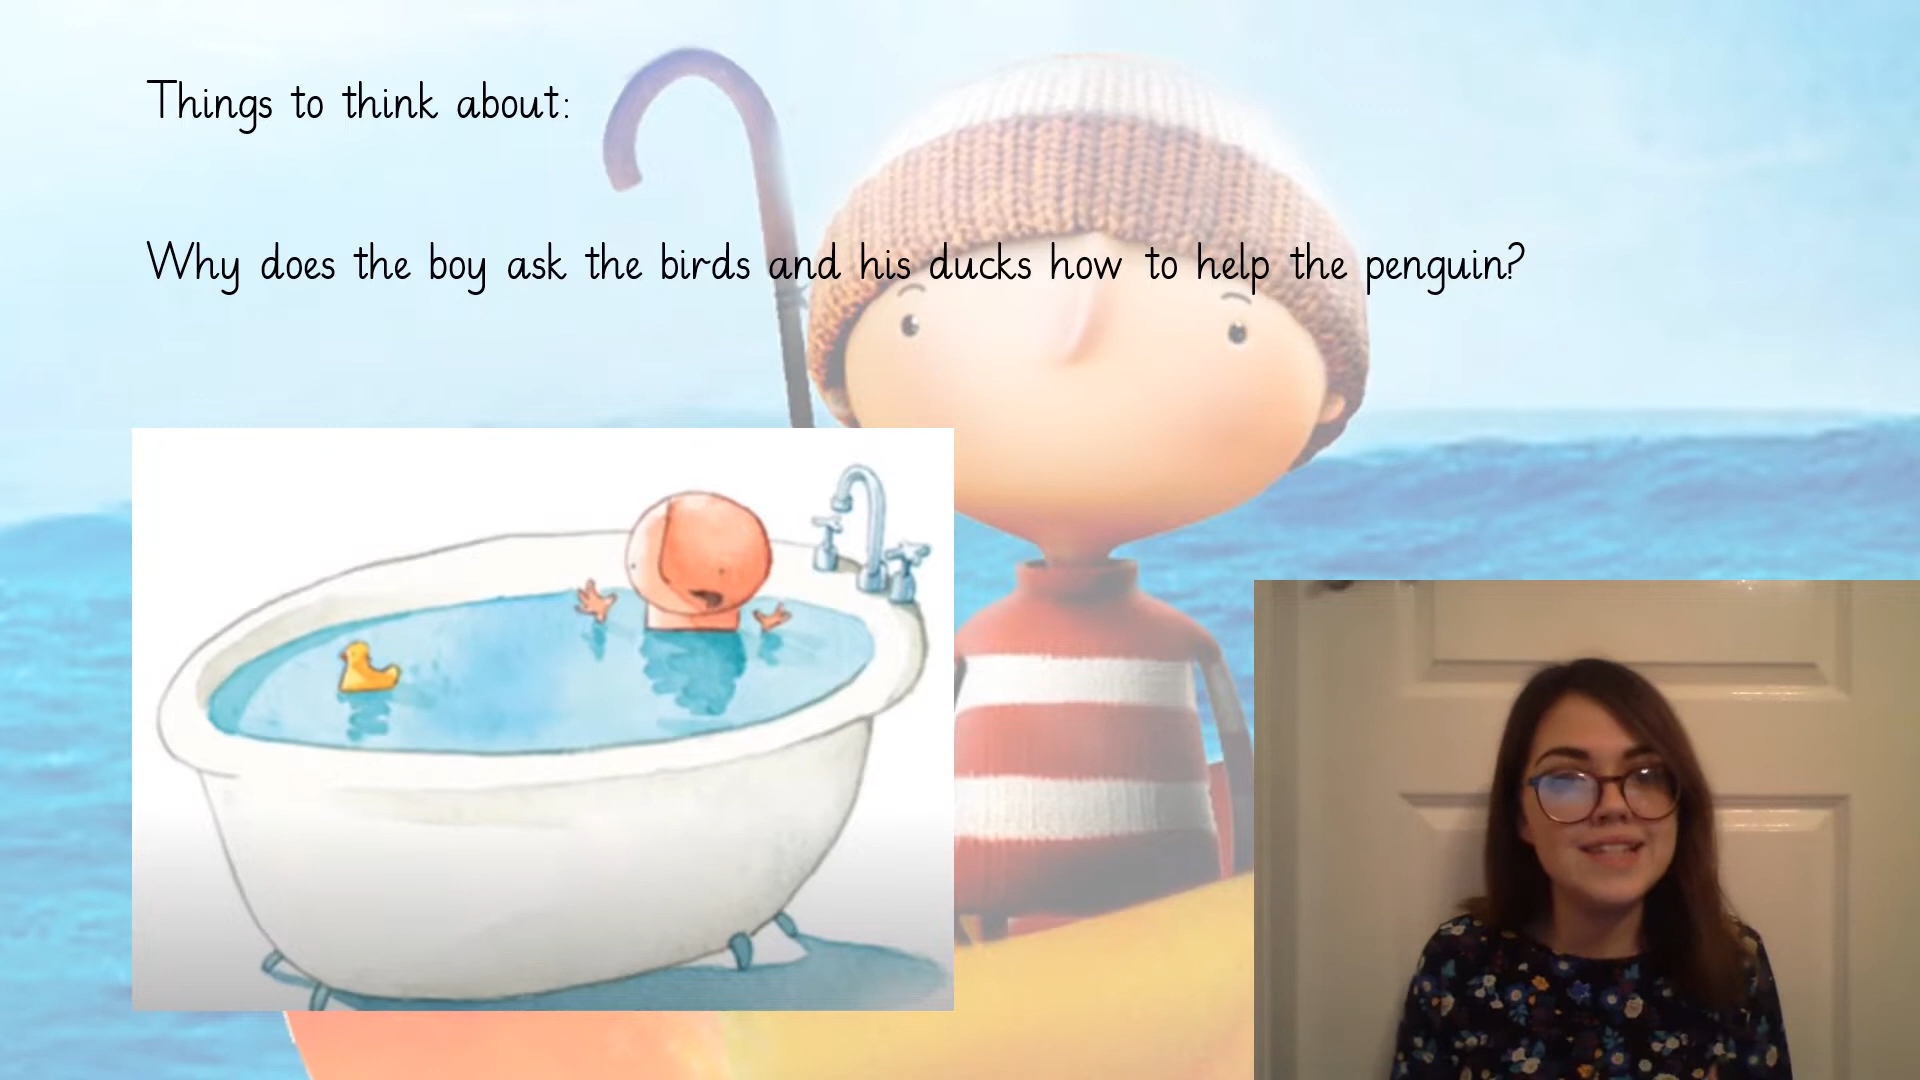 Things to think about:
Why does the boy ask the birds and his ducks how to help the penguin?